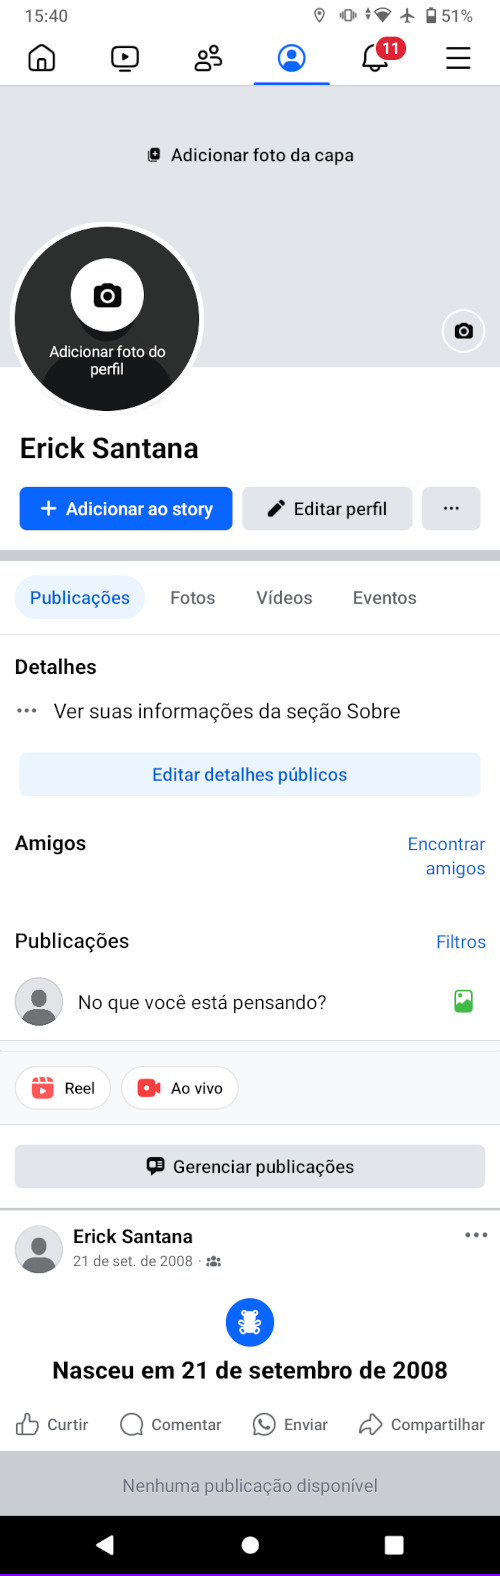 15:40
51%
11
Adicionar foto da capa
Adicionar foto do
perfil
Erick Santana
Adicionar ao story
Editar perfil
Publicações
Fotos
Vídeos
Eventos
Detalhes
Ver suas informações da seção Sobre
Editar detalhes públicos
Amigos
Encontrar
amigos
Publicações
Filtros
No que você está pensando?
Reel
Ao vivo
Gerenciar publicações
Erick Santana
21 de set. de 2008 ·
Nasceu em 21 de setembro de 2008
Curtir
Comentar
Enviar
Compartilhar
Nenhuma publicação disponível